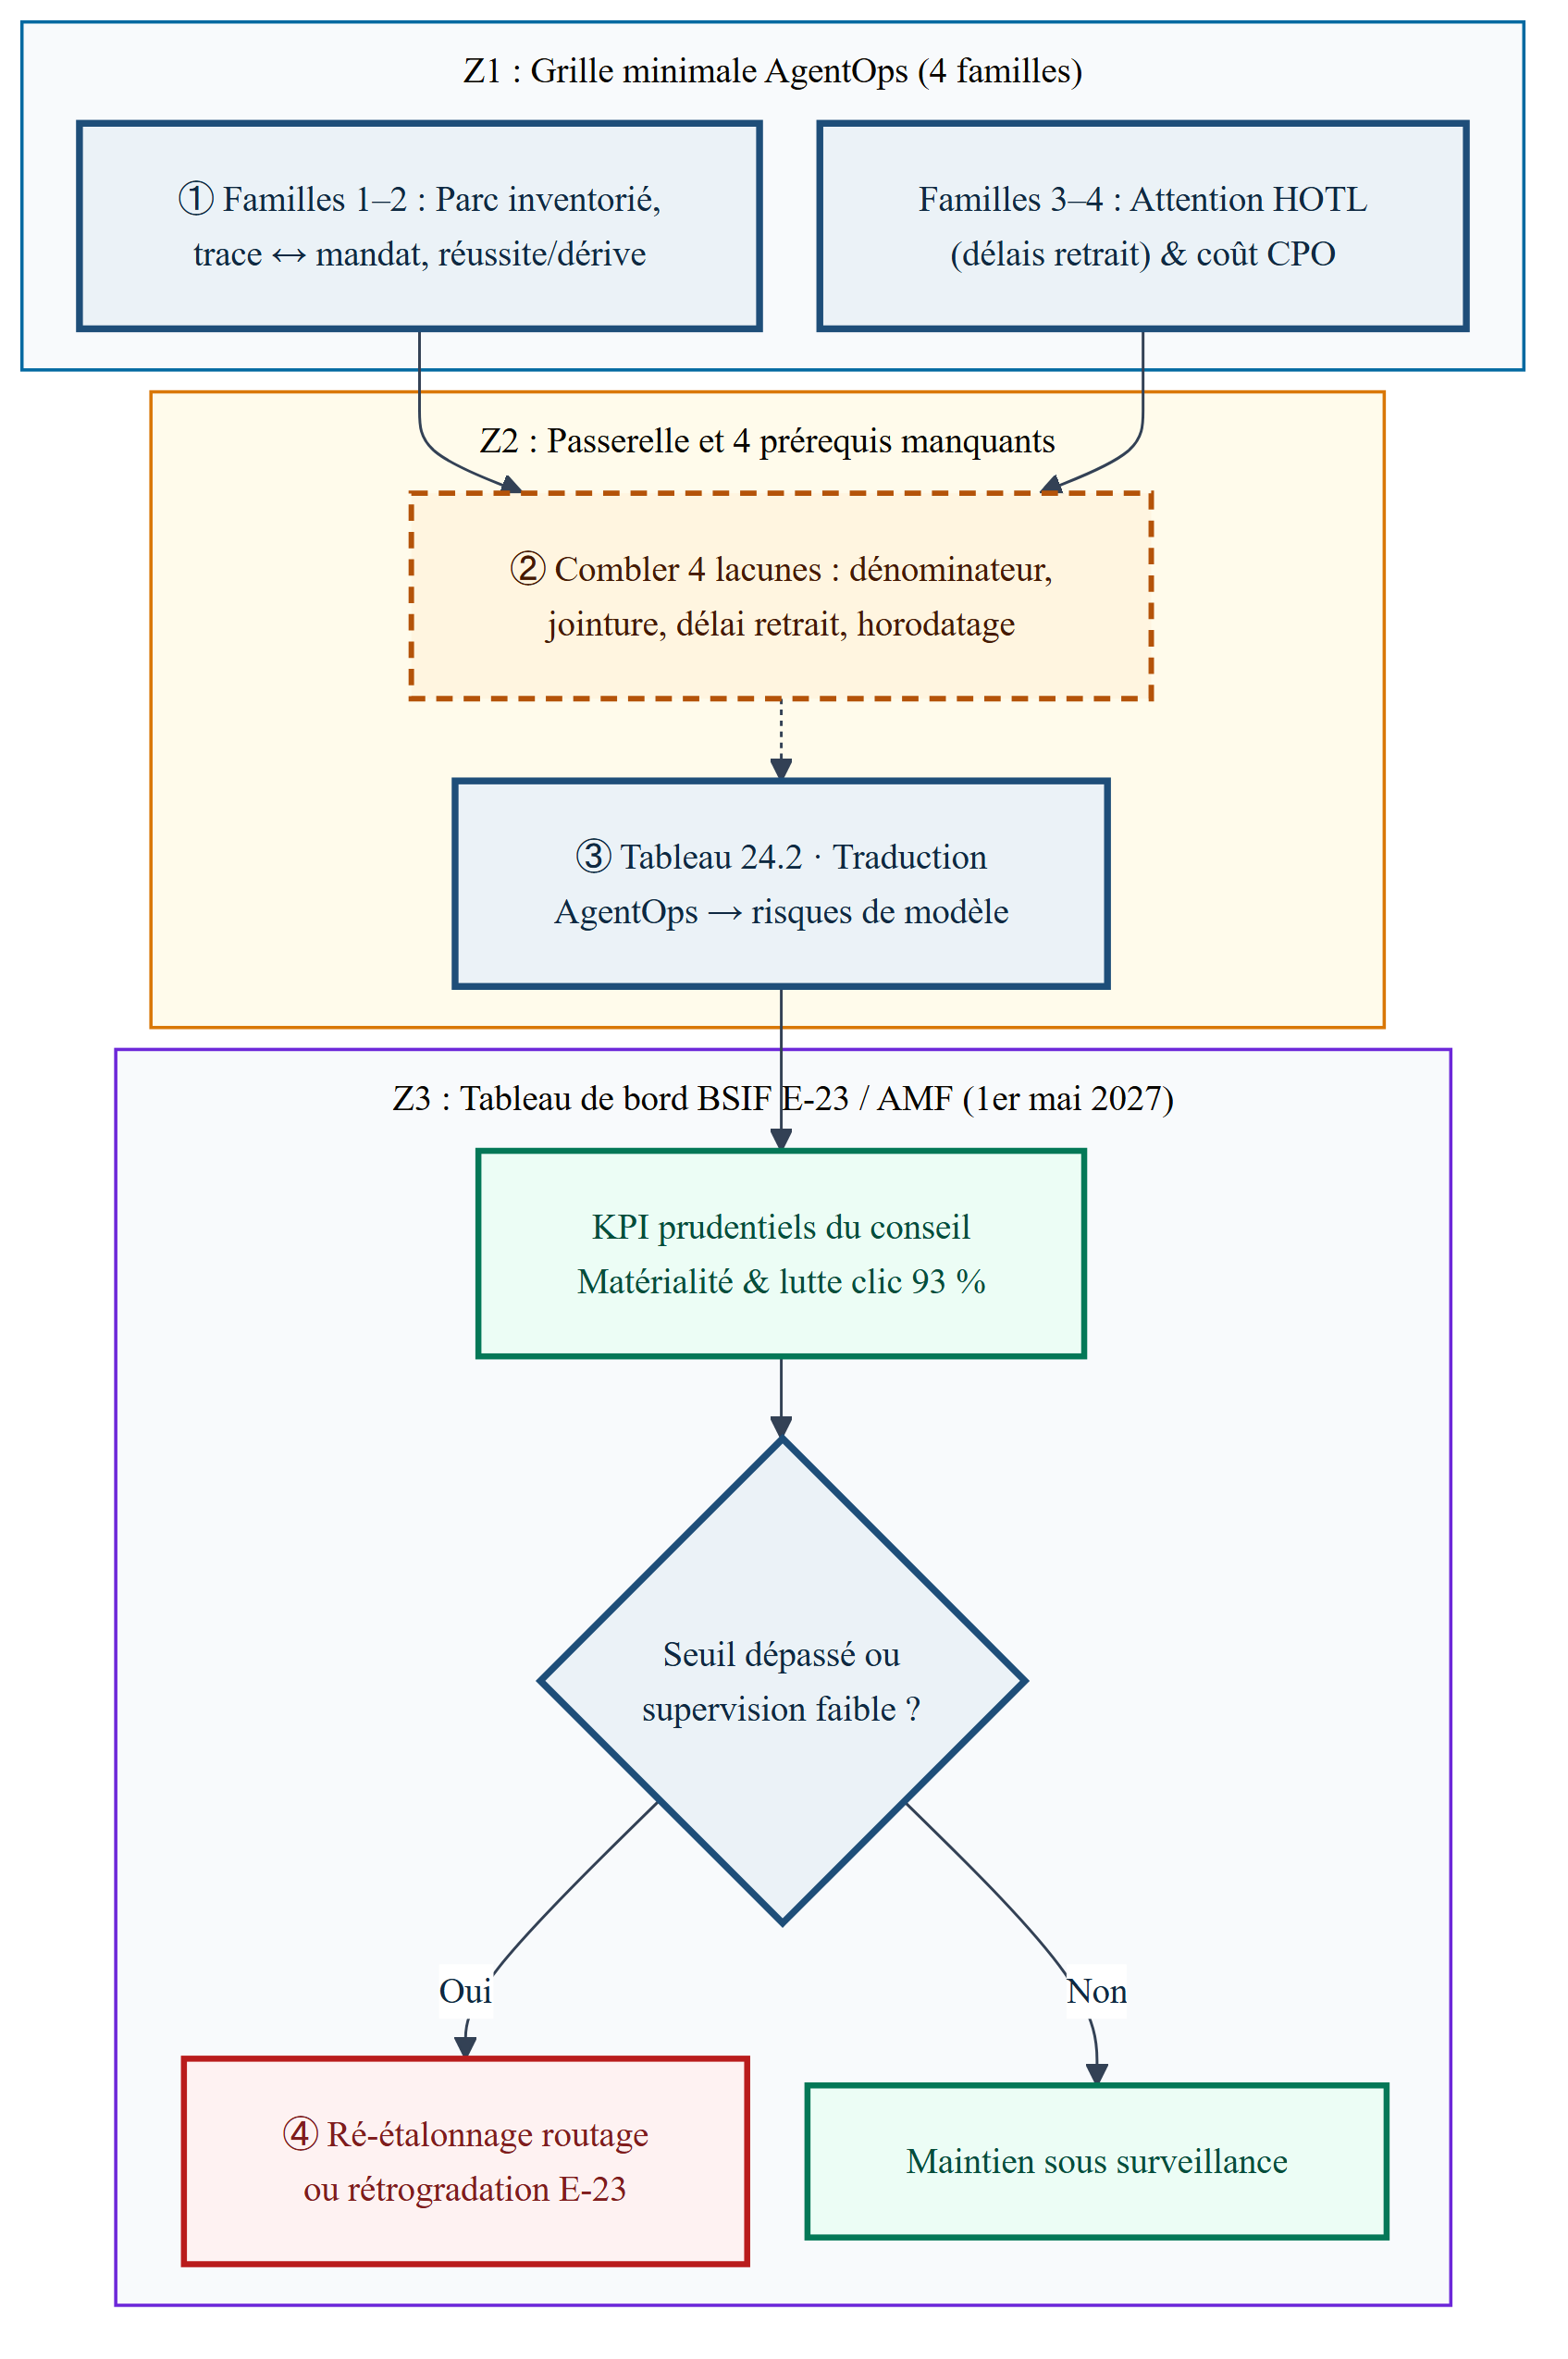 Z1 : Grille minimale AgentOps (4 familles)
① Familles 1–2 : Parc inventorié,
trace ↔ mandat, réussite/dérive
Familles 3–4 : Attention HOTL
(délais retrait) & coût CPO
Z2 : Passerelle et 4 prérequis manquants
② Combler 4 lacunes : dénominateur,
jointure, délai retrait, horodatage
③ Tableau 24.2 · Traduction
AgentOps → risques de modèle
Z3 : Tableau de bord BSIF E-23 / AMF (1er mai 2027)
KPI prudentiels du conseil
Matérialité & lutte clic 93 %
Seuil dépassé ou
supervision faible ?
Oui
Non
④ Ré-étalonnage routage
ou rétrogradation E-23
Maintien sous surveillance